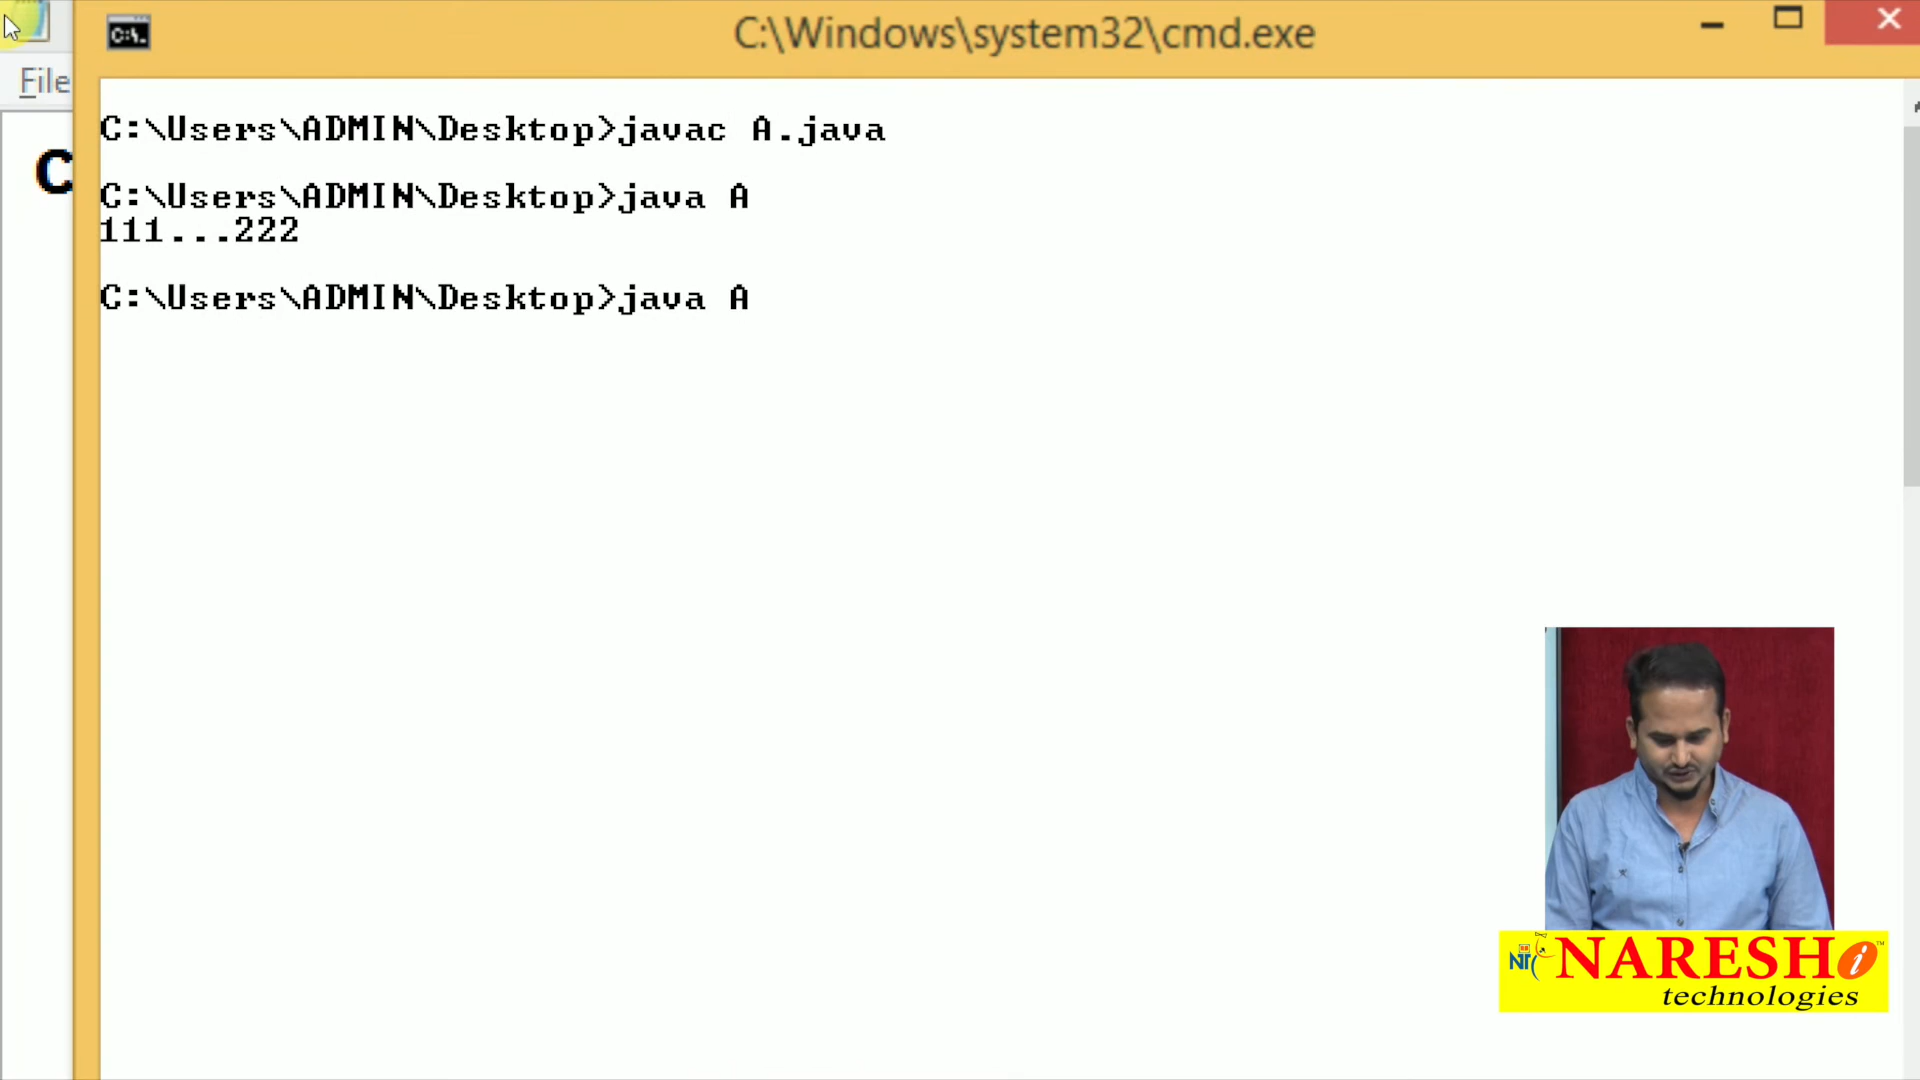 C:\Windows\system32\cmd.exe
File
C:\Users\ADMIN\Desktop>javac A.java
C:\Users\ADMIN\Desktop>java A
111...222
C:\Users\ADMIN\Desktop>java A
NARESH i
technologies